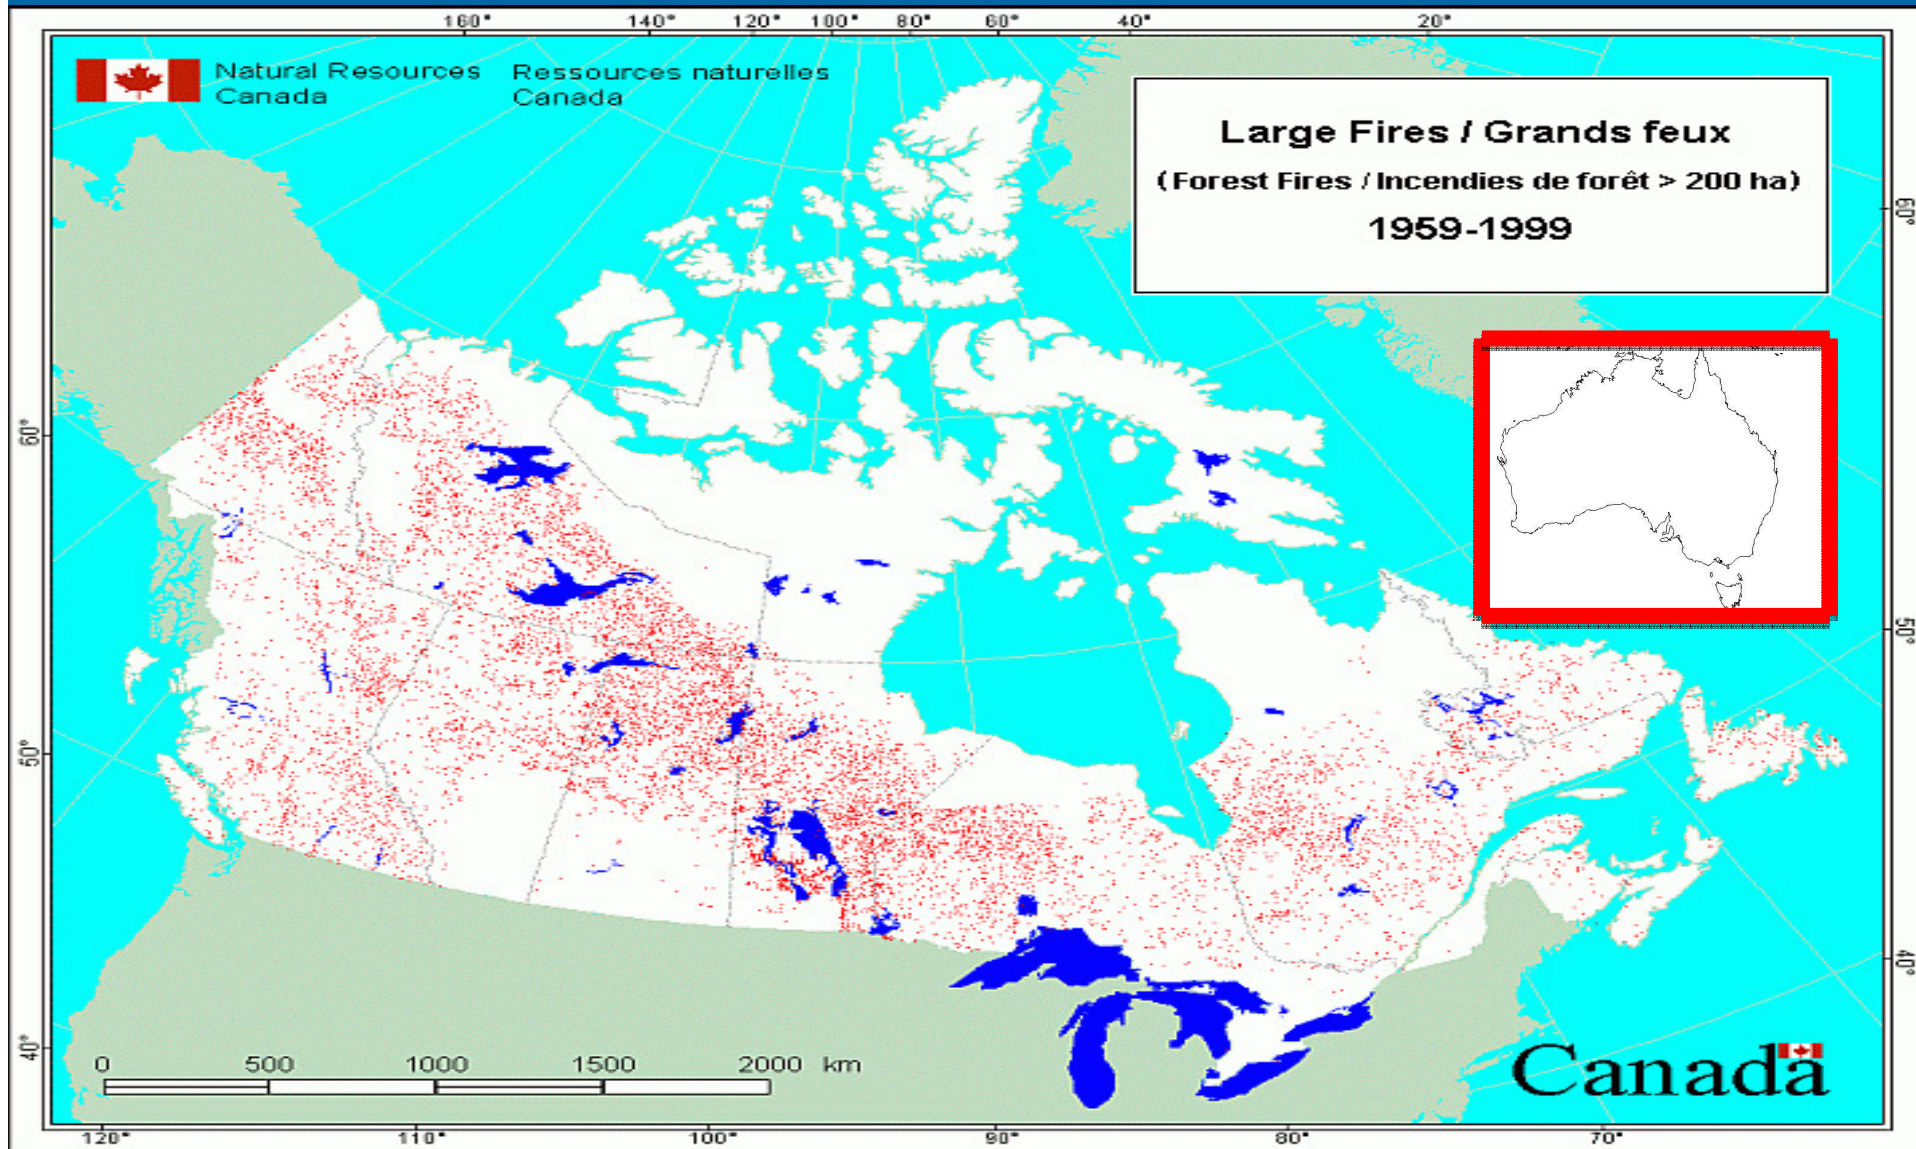 160° 140° 120° 100° 80° 60° 40° 20°
Natural Resources Canada
Ressources naturelles Canada
Large Fires / Grands feux
(Forest Fires / Incendies de forêt > 200 ha)
1959-1999
60°
60°
50°
50°
40°
40°
0 500 1000 1500 2000 km
Canada
120° 110° 100° 90° 80° 70°